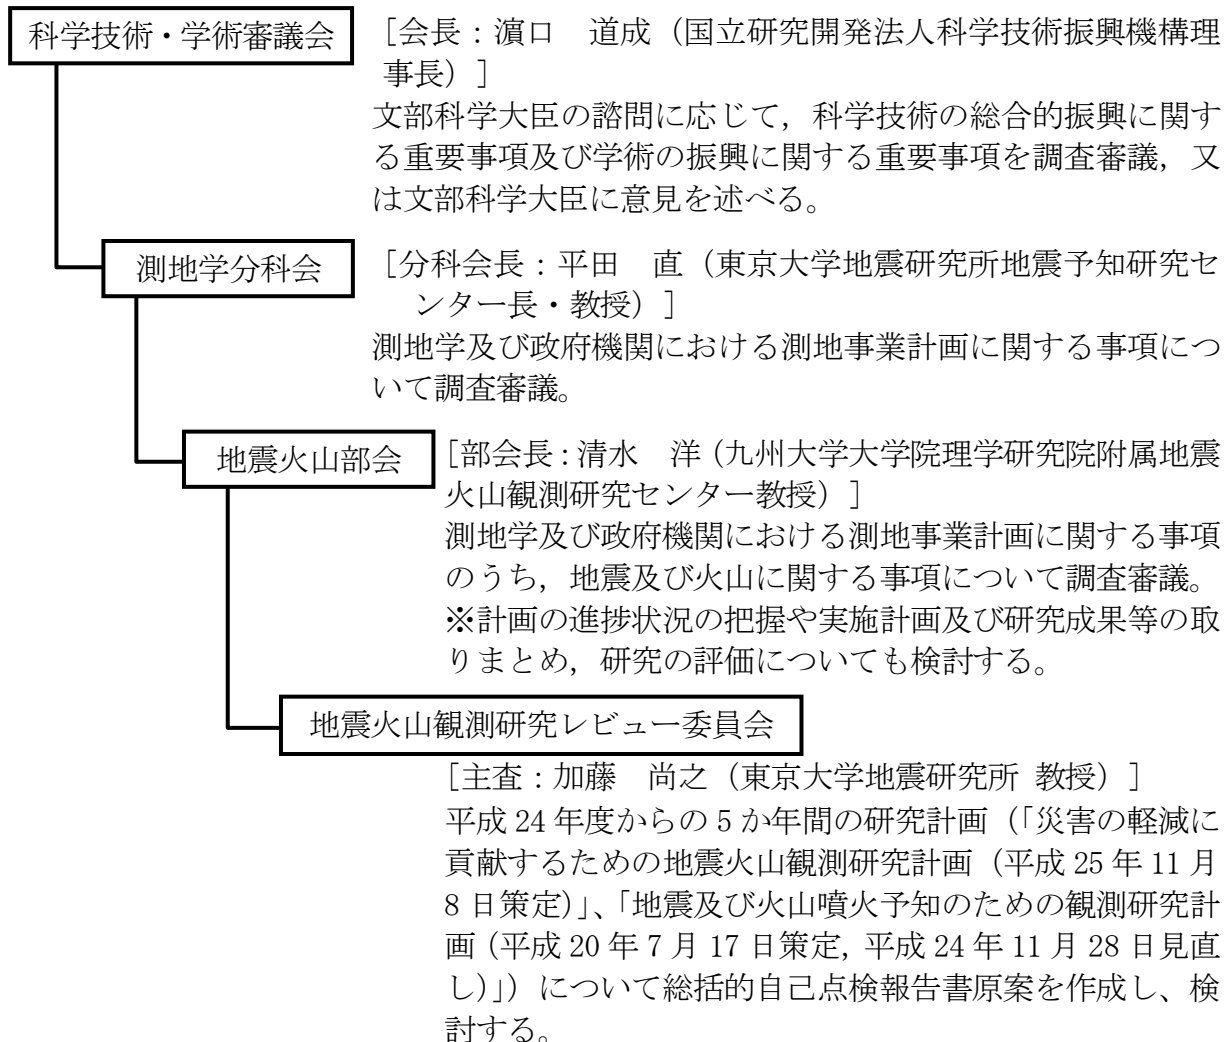 科学技術・学術審議会
[会長:濵口 道成(国立研究開発法人科学技術振興機構理
事長)]
文部科学大臣の諮問に応じて，科学技術の総合的振興に関す
る重要事項及び学術の振興に関する重要事項を調査審議，又
は文部科学大臣に意見を述べる。
測地学分科会
[分科会長:平田 直(東京大学地震研究所地震予知研究セ
ンター長・教授)]
測地学及び政府機関における測地事業計画に関する事項につ
いて調査審議。
地震火山部会
[部会長:清水 洋(九州大学大学院理学研究院附属地震
火山観測研究センター教授)]
測地学及び政府機関における測地事業計画に関する事項
のうち，地震及び火山に関する事項について調査審議。
※計画の進捗状況の把握や実施計画及び研究成果等の取
りまとめ，研究の評価についても検討する。
地震火山観測研究レビュー委員会
[主査:加藤 尚之(東京大学地震研究所 教授)]
平成 24 年度からの 5 か年間の研究計画(「災害の軽減に
貢献するための地震火山観測研究計画(平成 25 年 11 月
8 日策定)」、「地震及び火山噴火予知のための観測研究計
画(平成 20 年 7 月 17 日策定，平成 24 年 11 月 28 日見直
し)」)について総括的自己点検報告書原案を作成し、検
討する。